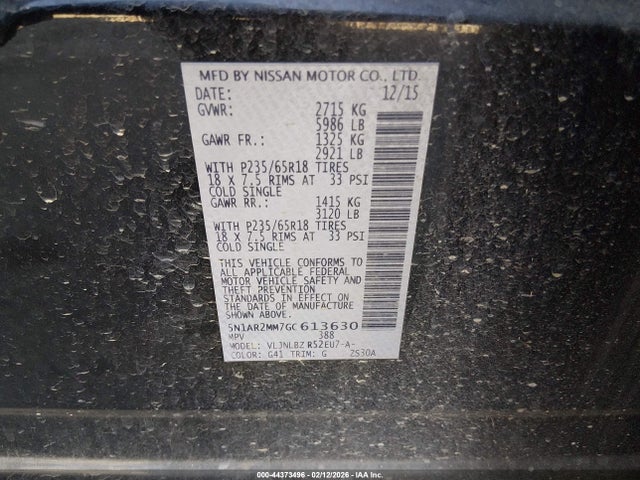 MFD BY NISSAN MOTOR CO., LTD.
DATE: 12/15
GVWR: 2715 KG
5986 LB
GAWR FR.: 1325 KG
2921 LB
WITH P235/65R18 TIRES
18 X 7.5 RIMS AT 33 PSI
COLD SINGLE
GAWR RR.: 1415 KG
3120 LB
WITH P235/65R18 TIRES
18 X 7.5 RIMS AT 33 PSI
COLD SINGLE
THIS VEHICLE CONFORMS TO
ALL APPLICABLE FEDERAL
MOTOR VEHICLE SAFETY AND
THEFT PREVENTION
STANDARDS IN EFFECT ON
THE DATE OF MANUFACTURE
SHOWN ABOVE.
5N1AR2MM7GC613630
MPV 388
MODEL: VLJNLBZ R52EU7-A-
COLOR: G41 TRIM: G ZS30A
000-44373496 - 02/12/2026 - IAA Inc.